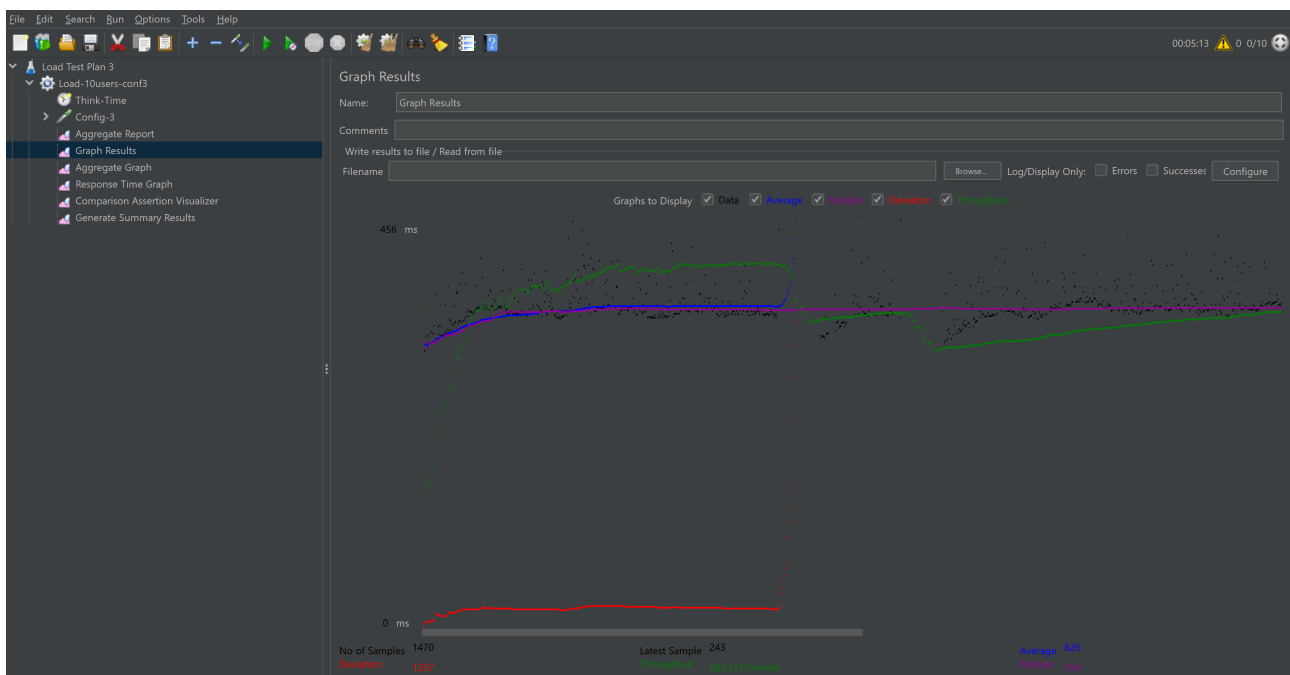 File Edit Search Run Options Tools Help
00:05:13 0 0/10
Load Test Plan 3
Load-10users-conf3
Think-Time
Config-3
Aggregate Report
Graph Results
Aggregate Graph
Response Time Graph
Comparison Assertion Visualizer
Generate Summary Results
Graph Results
Name: Graph Results
Comments
Write results to file / Read from file
Filename Browse... Log/Display Only: Errors Successes Configure
Graphs to Display Data Average Median Deviation Throughput
456 ms
0 ms
No of Samples 1470 Latest Sample 243 Average 626
Deviation 1257 Throughput Median